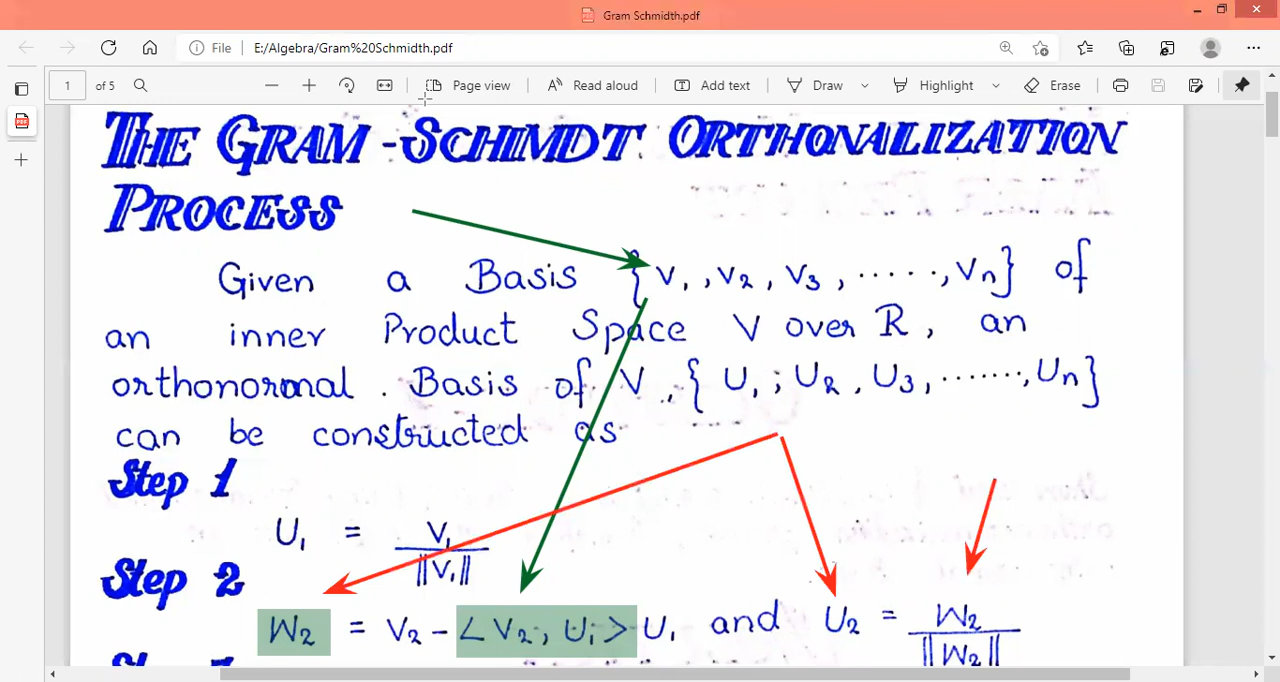 Gram Schmidth.pdf
File E:/Algebra/Gram%20Schmidth.pdf
1 of 5 Page view Read aloud Add text Draw Highlight Erase
THE GRAM-SCHIMDT ORTHONALIZATION
PROCESS
Given a Basis {V₁, V₂, V₃, ....., Vn} of
an inner Product Space V over R, an
orthonormal. Basis of V, {U₁, U₂, U₃, ......, Un}
can be constructed as
Step 1
U₁ = V₁ / ||V₁||
Step 2
W₂ = V₂ - <V₂, U₁> U₁ and U₂ = W₂ / ||W₂||